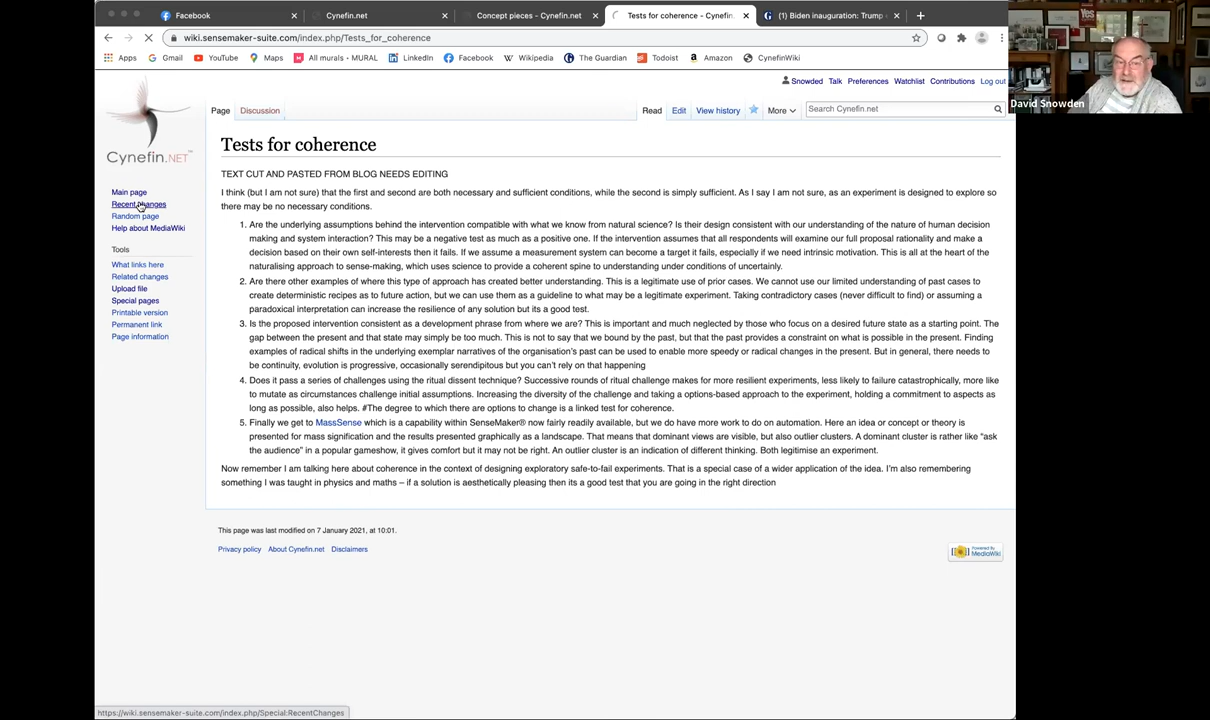 Facebook
Cynefin.net
Concept pieces - Cynefin.net
Tests for coherence - Cynefin.
(1) Biden inauguration: Trump
wiki.sensemaker-suite.com/index.php/Tests_for_coherence
Apps
Gmail
YouTube
Maps
All murals • MURAL
LinkedIn
Facebook
Wikipedia
The Guardian
Todoist
Amazon
CynefinWiki
Yes
David Snowden
Snowded Talk Preferences Watchlist Contributions Log out
Page Discussion
Read Edit View history More
Search Cynefin.net
Cynefin.NET™
Main page
Recent changes
Random page
Help about MediaWiki
Tools
What links here
Related changes
Upload file
Special pages
Printable version
Permanent link
Page information
Tests for coherence
TEXT CUT AND PASTED FROM BLOG NEEDS EDITING
I think (but I am not sure) that the first and second are both necessary and sufficient conditions, while the second is simply sufficient. As I say I am not sure, as an experiment is designed to explore so
there may be no necessary conditions.
1. Are the underlying assumptions behind the intervention compatible with what we know from natural science? Is their design consistent with our understanding of the nature of human decision
making and system interaction? This may be a negative test as much as a positive one. If the intervention assumes that all respondents will examine our full proposal rationality and make a
decision based on their own self-interests then it fails. If we assume a measurement system can become a target it fails, especially if we need intrinsic motivation. This is all at the heart of the
naturalising approach to sense-making, which uses science to provide a coherent spine to understanding under conditions of uncertainly.
2. Are there other examples of where this type of approach has created better understanding. This is a legitimate use of prior cases. We cannot use our limited understanding of past cases to
create deterministic recipes as to future action, but we can use them as a guideline to what may be a legitimate experiment. Taking contradictory cases (never difficult to find) or assuming a
paradoxical interpretation can increase the resilience of any solution but its a good test.
3. Is the proposed intervention consistent as a development phrase from where we are? This is important and much neglected by those who focus on a desired future state as a starting point. The
gap between the present and that state may simply be too much. This is not to say that we bound by the past, but that the past provides a constraint on what is possible in the present. Finding
examples of radical shifts in the underlying exemplar narratives of the organisation's past can be used to enable more speedy or radical changes in the present. But in general, there needs to
be continuity, evolution is progressive, occasionally serendipitous but you can't rely on that happening
4. Does it pass a series of challenges using the ritual dissent technique? Successive rounds of ritual challenge makes for more resilient experiments, less likely to failure catastrophically, more like
to mutate as circumstances challenge initial assumptions. Increasing the diversity of the challenge and taking a options-based approach to the experiment, holding a commitment to aspects as
long as possible, also helps. #The degree to which there are options to change is a linked test for coherence.
5. Finally we get to MassSense which is a capability within SenseMaker® now fairly readily available, but we do have more work to do on automation. Here an idea or concept or theory is
presented for mass signification and the results presented graphically as a landscape. That means that dominant views are visible, but also outlier clusters. A dominant cluster is rather like "ask
the audience" in a popular gameshow, it gives comfort but it may not be right. An outlier cluster is an indication of different thinking. Both legitimise an experiment.
Now remember I am talking here about coherence in the context of designing exploratory safe-to-fail experiments. That is a special case of a wider application of the idea. I'm also remembering
something I was taught in physics and maths – if a solution is aesthetically pleasing then its a good test that you are going in the right direction
This page was last modified on 7 January 2021, at 10:01.
Privacy policy About Cynefin.net Disclaimers
Powered By
MediaWiki
https://wiki.sensemaker-suite.com/index.php/Special:RecentChanges